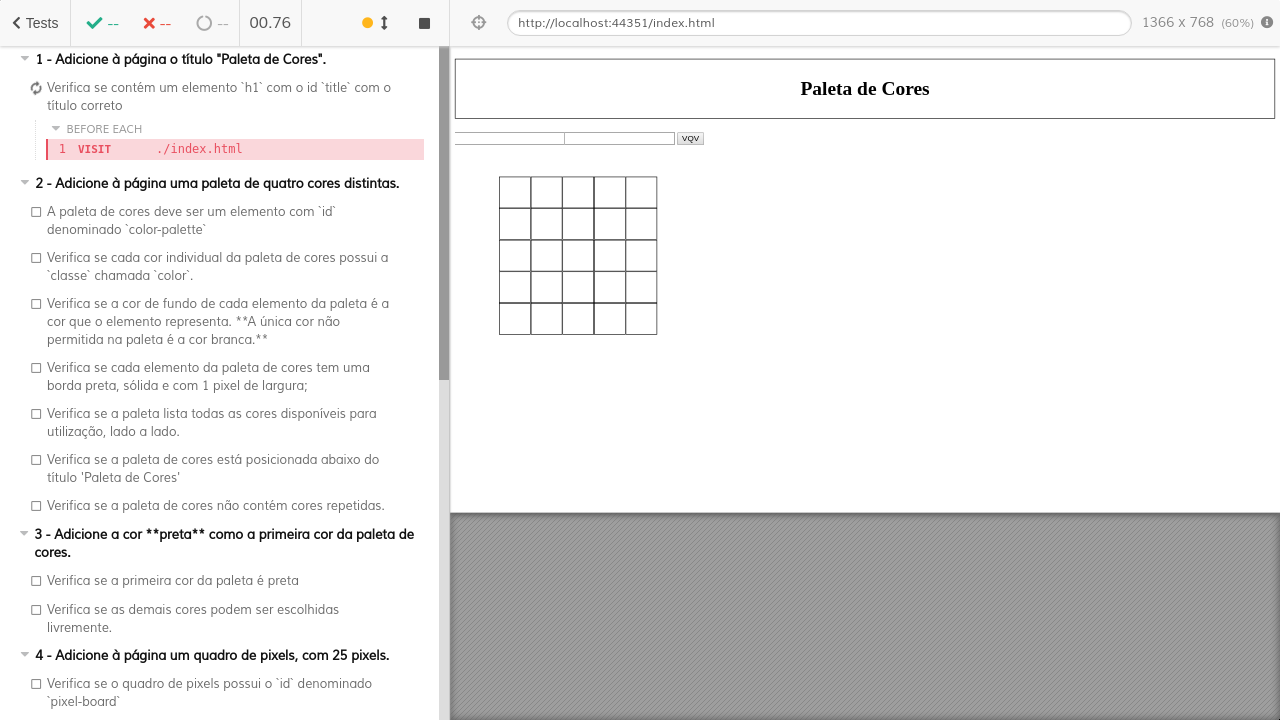 Tests -- -- -- 00.76
http://localhost:44351/index.html 1366 x 768 (60%)
1 - Adicione à página o título "Paleta de Cores".
Verifica se contém um elemento `h1` com o id `title` com o
título correto
BEFORE EACH
1 VISIT ./index.html
2 - Adicione à página uma paleta de quatro cores distintas.
A paleta de cores deve ser um elemento com `id`
denominado `color-palette`
Verifica se cada cor individual da paleta de cores possui a
`classe` chamada `color`.
Verifica se a cor de fundo de cada elemento da paleta é a
cor que o elemento representa. **A única cor não
permitida na paleta é a cor branca.**
Verifica se cada elemento da paleta de cores tem uma
borda preta, sólida e com 1 pixel de largura;
Verifica se a paleta lista todas as cores disponíveis para
utilização, lado a lado.
Verifica se a paleta de cores está posicionada abaixo do
título 'Paleta de Cores'
Verifica se a paleta de cores não contém cores repetidas.
3 - Adicione a cor **preta** como a primeira cor da paleta de
cores.
Verifica se a primeira cor da paleta é preta
Verifica se as demais cores podem ser escolhidas
livremente.
4 - Adicione à página um quadro de pixels, com 25 pixels.
Verifica se o quadro de pixels possui o `id` denominado
`pixel-board`
Paleta de Cores
VQV